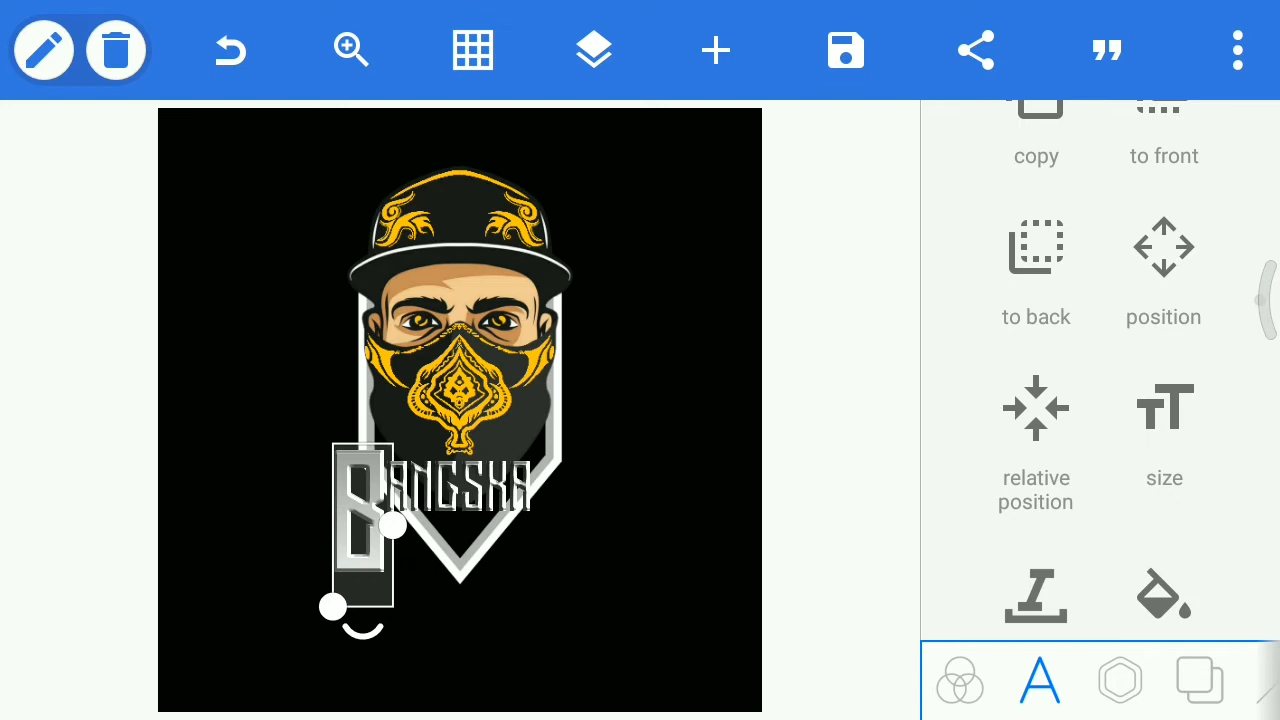 copy
to front
to back
position
relative
position
size
BANGSKA